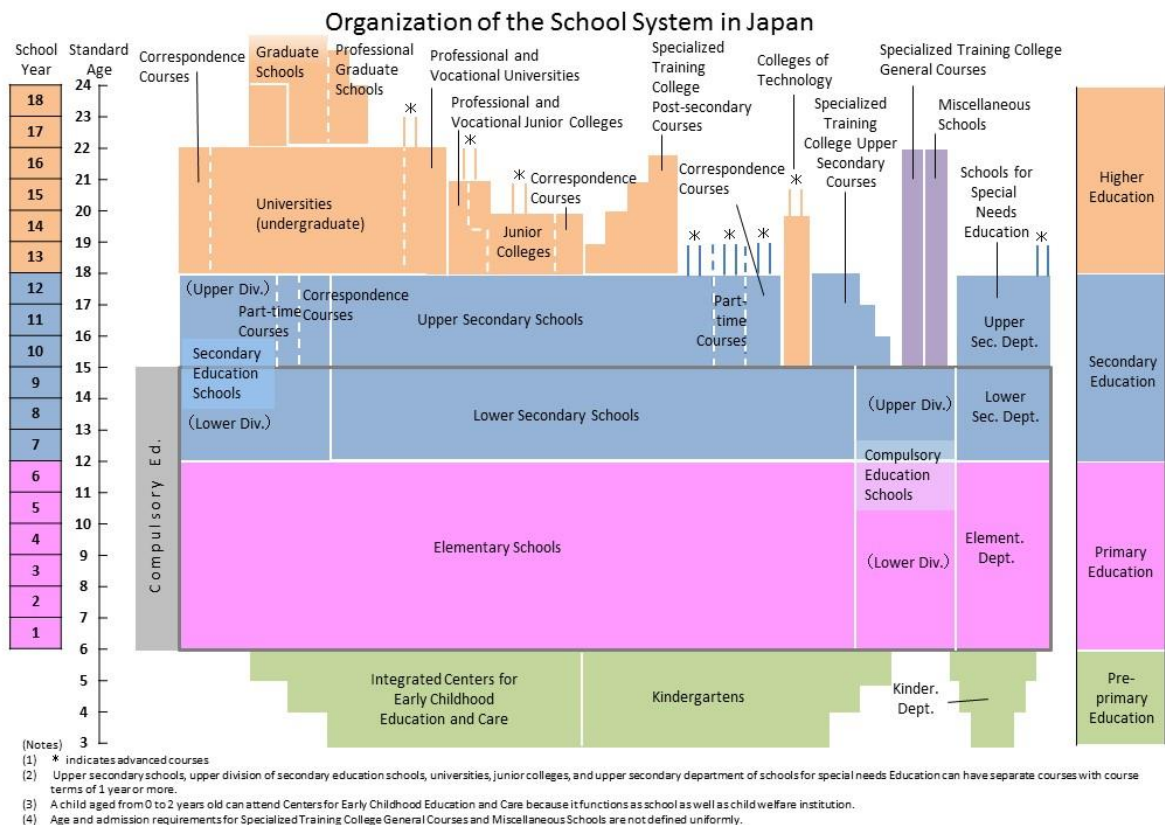 Organization of the School System in Japan
School
Year
Standard
Age
18
17
16
15
14
13
12
11
10
9
8
7
6
5
4
3
2
1
24
23
22
21
20
19
18
17
16
15
14
13
12
11
10
9
8
7
6
5
4
3
Compulsory Ed.
Correspondence
Courses
Graduate
Schools
Professional
Graduate
Schools
Professional and
Vocational Universities
Professional and
Vocational Junior Colleges
Specialized
Training
College
Post-secondary
Courses
Colleges of
Technology
Specialized Training College
General Courses
Specialized
Training
College Upper
Secondary
Courses
Miscellaneous
Schools
Correspondence
Courses
Correspondence
Courses
Schools for
Special
Needs
Education
*
*
*
*
*
*
*
*
Universities
(undergraduate)
Junior
Colleges
Higher
Education
(Upper Div.)
Part-time
Courses
Correspondence
Courses
Upper Secondary Schools
Part-
time
Courses
Upper
Sec. Dept.
Secondary
Education
Schools
(Lower Div.)
Lower Secondary Schools
(Upper Div.)
Lower
Sec. Dept.
Secondary
Education
Compulsory
Education
Schools
Elementary Schools
(Lower Div.)
Element.
Dept.
Primary
Education
Integrated Centers for
Early Childhood
Education and Care
Kindergartens
Kinder.
Dept.
Pre-
primary
Education
(Notes)
(1) * indicates advanced courses
(2) Upper secondary schools, upper division of secondary education schools, universities, junior colleges, and upper secondary department of schools for special needs Education can have separate courses with course
terms of 1 year or more.
(3) A child aged from 0 to 2 years old can attend Centers for Early Childhood Education and Care because it functions as school as well as child welfare institution.
(4) Age and admission requirements for Specialized Training College General Courses and Miscellaneous Schools are not defined uniformly.